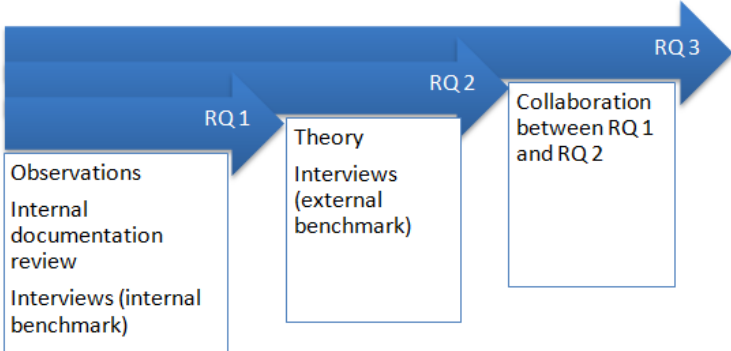 RQ 3
RQ 2
RQ 1
Observations
Internal
documentation
review
Interviews (internal
benchmark)
Theory
Interviews
(external
benchmark)
Collaboration
between RQ 1
and RQ 2